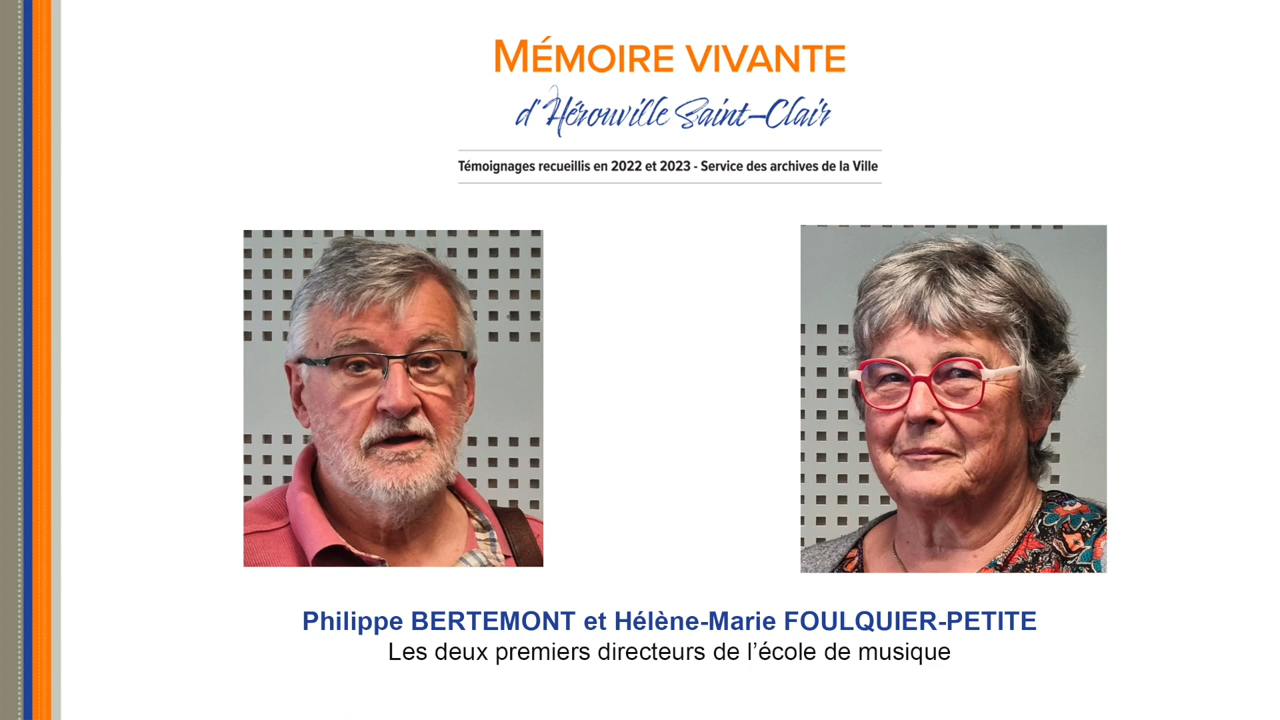 MÉMOIRE VIVANTE
d'Hérouville Saint-Clair
Témoignages recueillis en 2022 et 2023 - Service des archives de la Ville
Philippe BERTEMONT et Hélène-Marie FOULQUIER-PETITE
Les deux premiers directeurs de l'école de musique